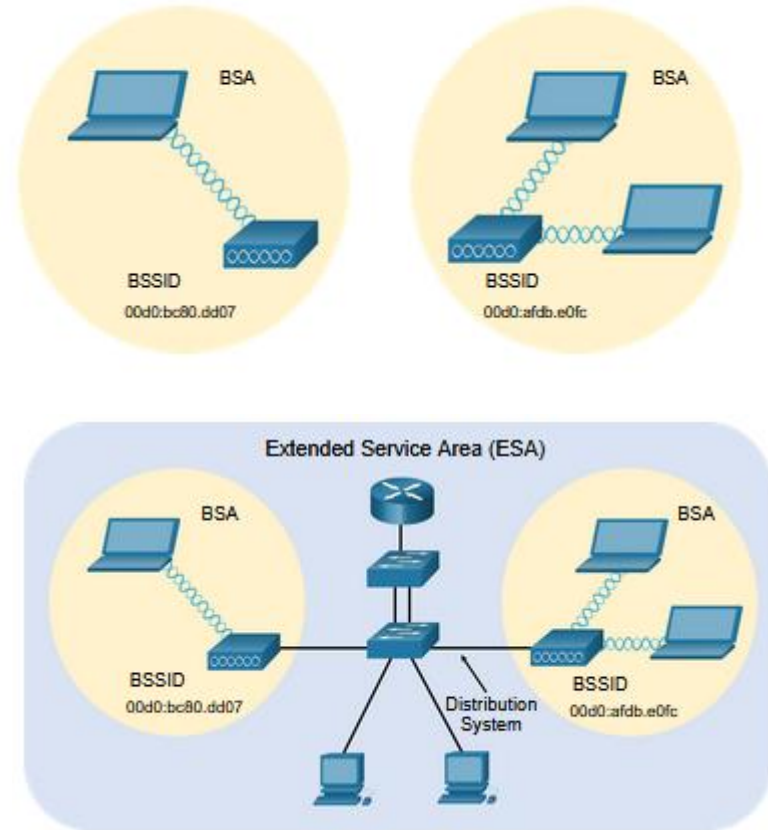 BSA
BSSID
00d0:bc80.dd07
BSA
BSSID
00d0:afdb.e0fc
Extended Service Area (ESA)
BSA
BSSID
00d0:bc80.dd07
Distribution
System
BSA
BSSID
00d0:afdb.e0fc